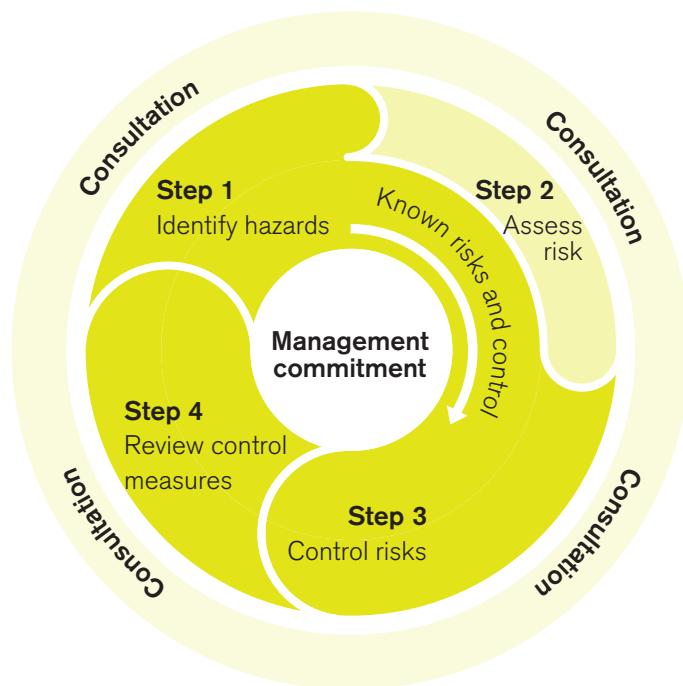 Consultation
Consultation
Step 1
Identify hazards
Step 2
Assess
risk
Known risks and control
Management
commitment
Step 4
Review control
measures
Step 3
Control risks
Consultation
Consultation